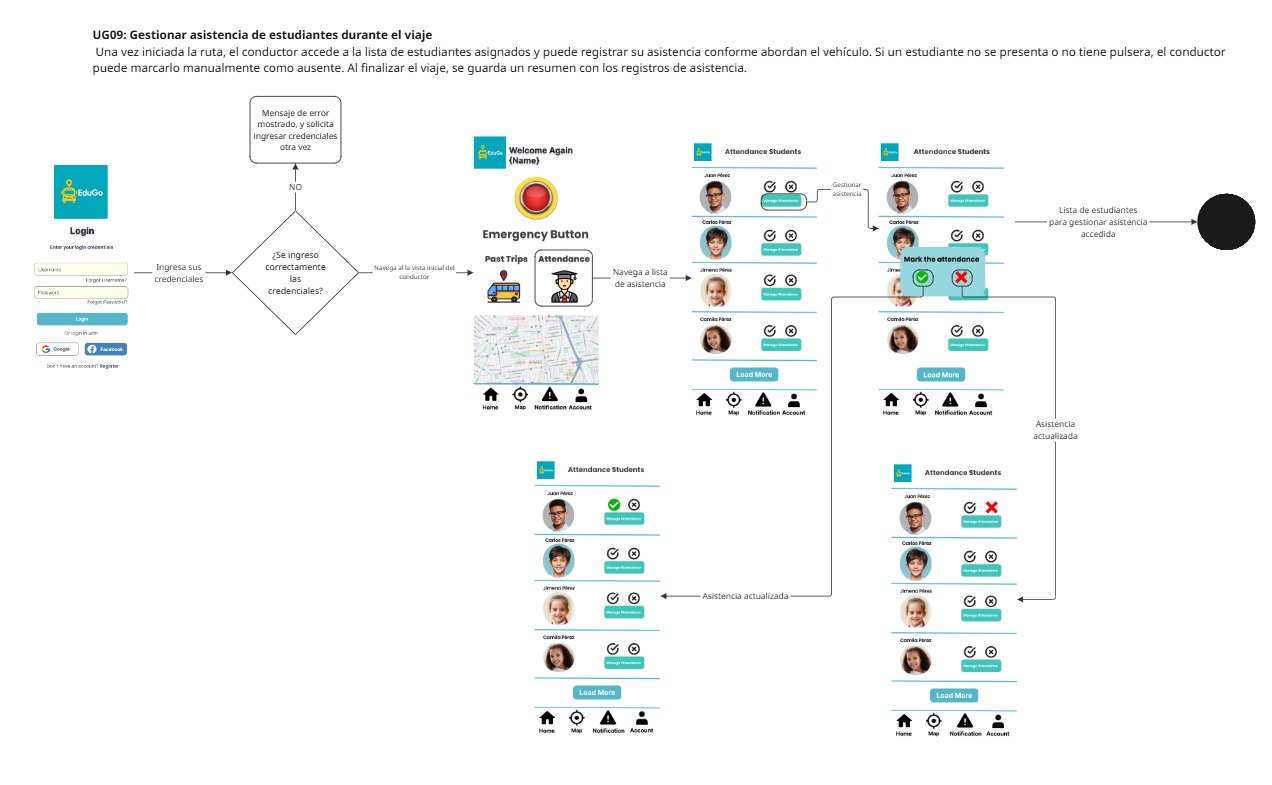 UG09: Gestionar asistencia de estudiantes durante el viaje
Una vez iniciada la ruta, el conductor accede a la lista de estudiantes asignados y puede registrar su asistencia conforme abordan el vehículo. Si un estudiante no se presenta o no tiene pulsera, el conductor
puede marcarlo manualmente como ausente. Al finalizar el viaje, se guarda un resumen con los registros de asistencia.
Mensaje de error
mostrado, y solicita
ingresar credenciales
otra vez
NO
EduGo
Login
Enter your login credentials
Username
Forgot Username?
Password
Forgot Password?
Login
Or login in with
Google
Facebook
Don't have an account? Register
Ingresa sus
credenciales
¿Se ingreso
correctamente
las
credenciales?
Navega al la vista inicial del
conductor
EduGo
Welcome Again
{Name}
Emergency Button
Past Trips
Attendance
Home
Map
Notification
Account
Navega a lista
de asistencia
EduGo
Attendance Students
Juan Pérez
Manage Attendance
Carlos Pérez
Manage Attendance
Jimena Pérez
Manage Attendance
Camila Pérez
Manage Attendance
Load More
Home
Map
Notification
Account
Gestionar
asistencia
EduGo
Attendance Students
Juan Pérez
Manage Attendance
Carlos Pérez
Mark the attendance
Jimena
Camila Pérez
Manage Attendance
Load More
Home
Map
Notification
Account
Lista de estudiantes
para gestionar asistencia
accedida
Asistencia
actualizada
EduGo
Attendance Students
Juan Pérez
Manage Attendance
Carlos Pérez
Manage Attendance
Jimena Pérez
Manage Attendance
Camila Pérez
Manage Attendance
Load More
Home
Map
Notification
Account
Asistencia actualizada
EduGo
Attendance Students
Juan Pérez
Manage Attendance
Carlos Pérez
Manage Attendance
Jimena Pérez
Manage Attendance
Camila Pérez
Manage Attendance
Load More
Home
Map
Notification
Account